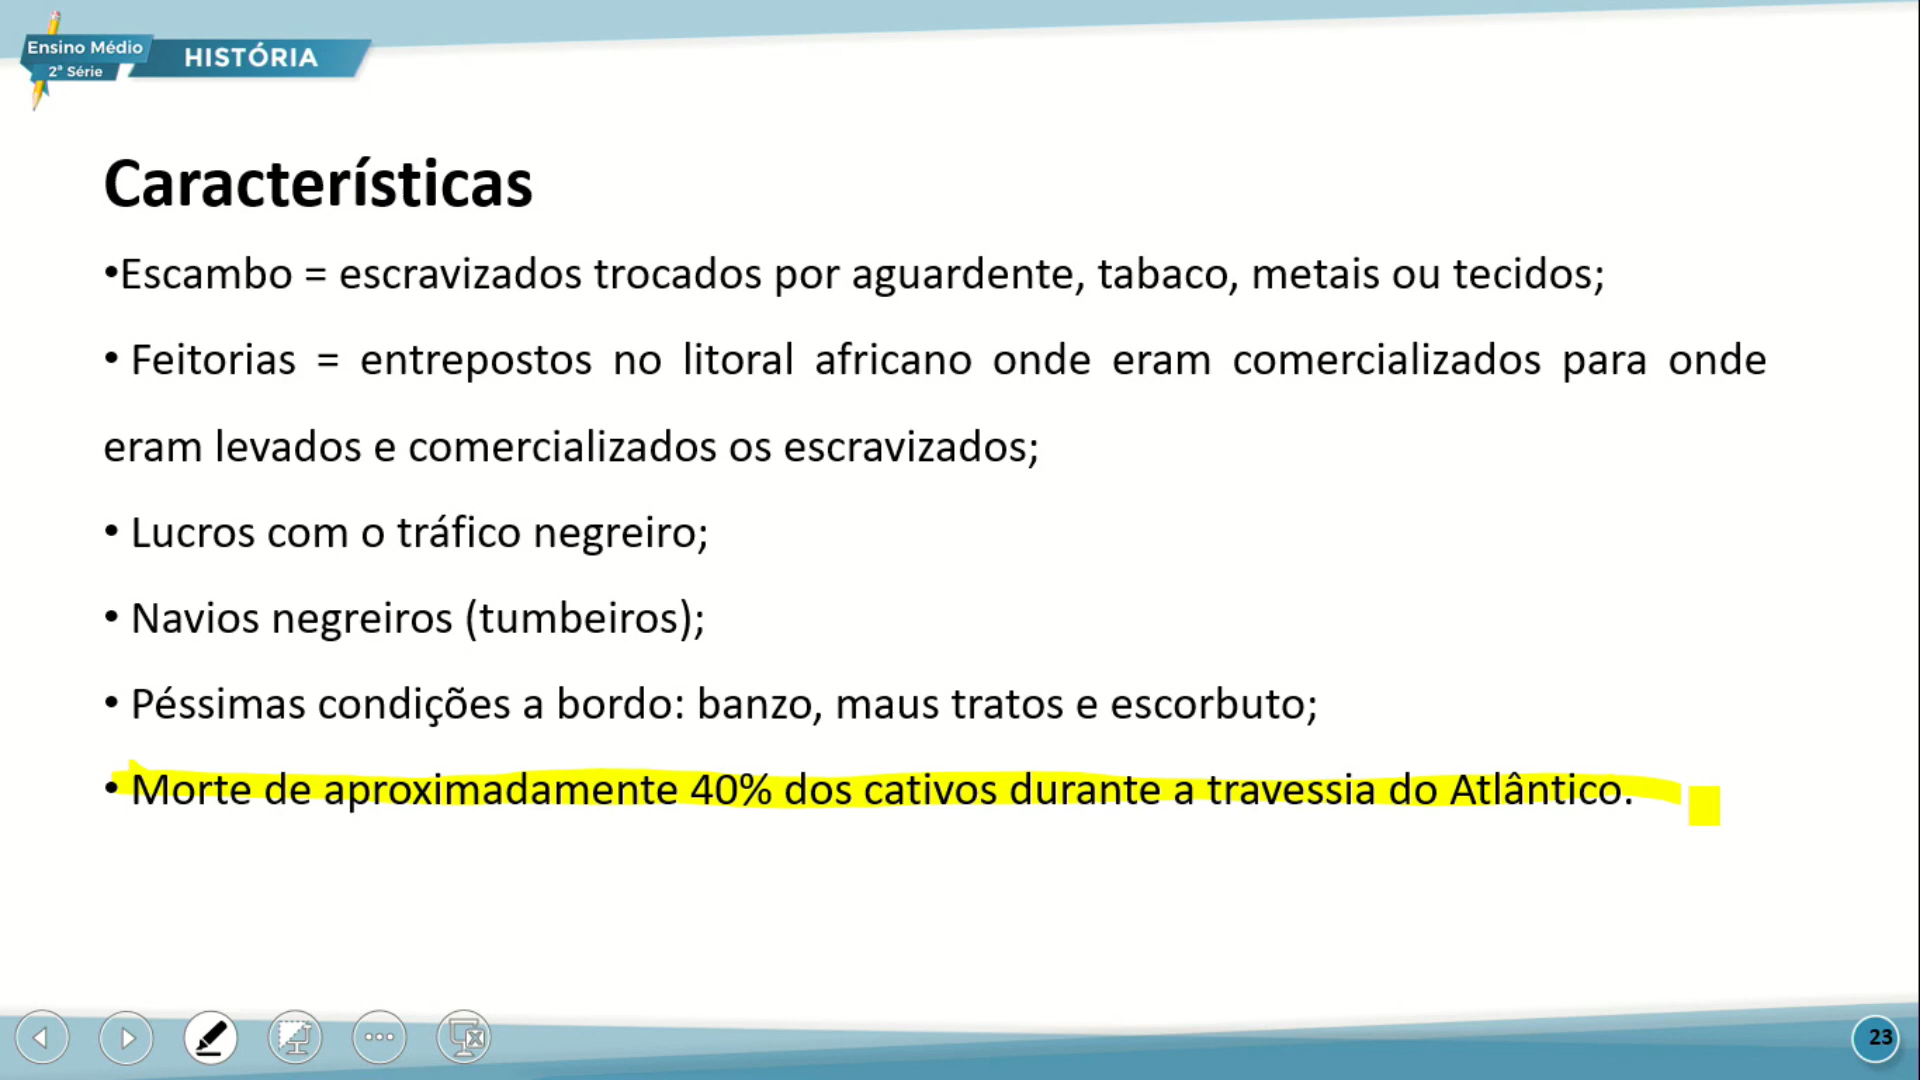 Ensino Médio
2ª Série
HISTÓRIA
Características
•Escambo = escravizados trocados por aguardente, tabaco, metais ou tecidos;
• Feitorias = entrepostos no litoral africano onde eram comercializados para onde
eram levados e comercializados os escravizados;
• Lucros com o tráfico negreiro;
• Navios negreiros (tumbeiros);
• Péssimas condições a bordo: banzo, maus tratos e escorbuto;
• Morte de aproximadamente 40% dos cativos durante a travessia do Atlântico.
23